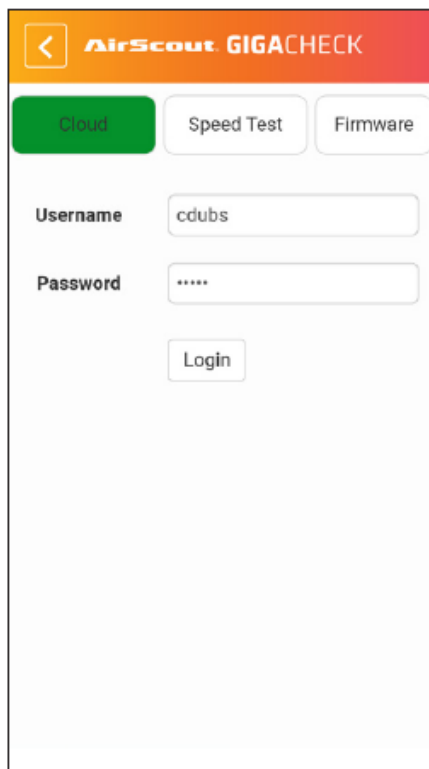 AirScout. GIGACHECK
Cloud Speed Test Firmware
Username cdubs
Password •••••
Login